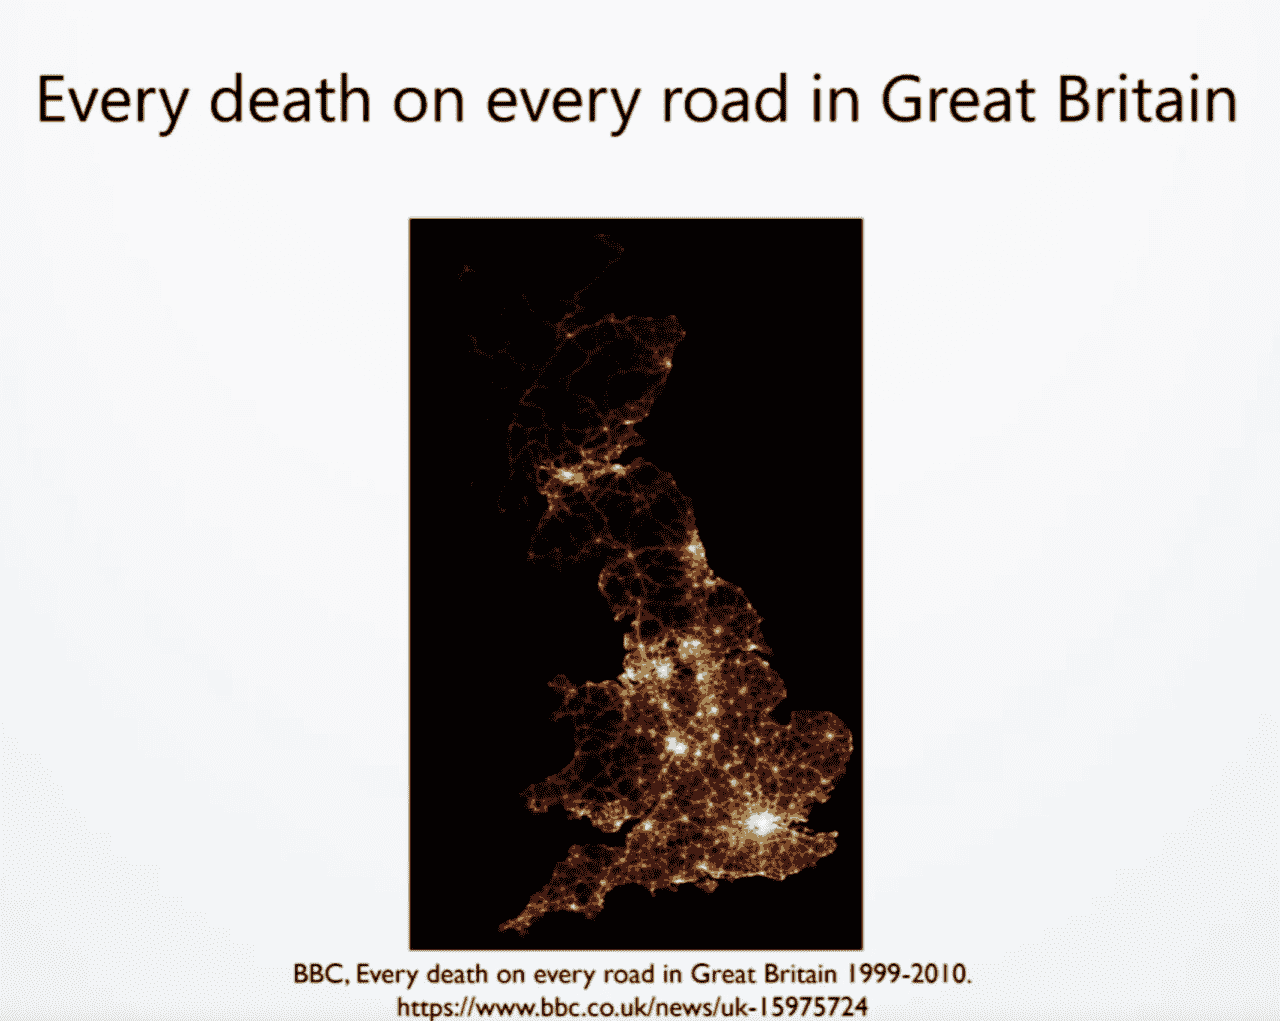 Every death on every road in Great Britain
BBC, Every death on every road in Great Britain 1999-2010.
https://www.bbc.co.uk/news/uk-15975724